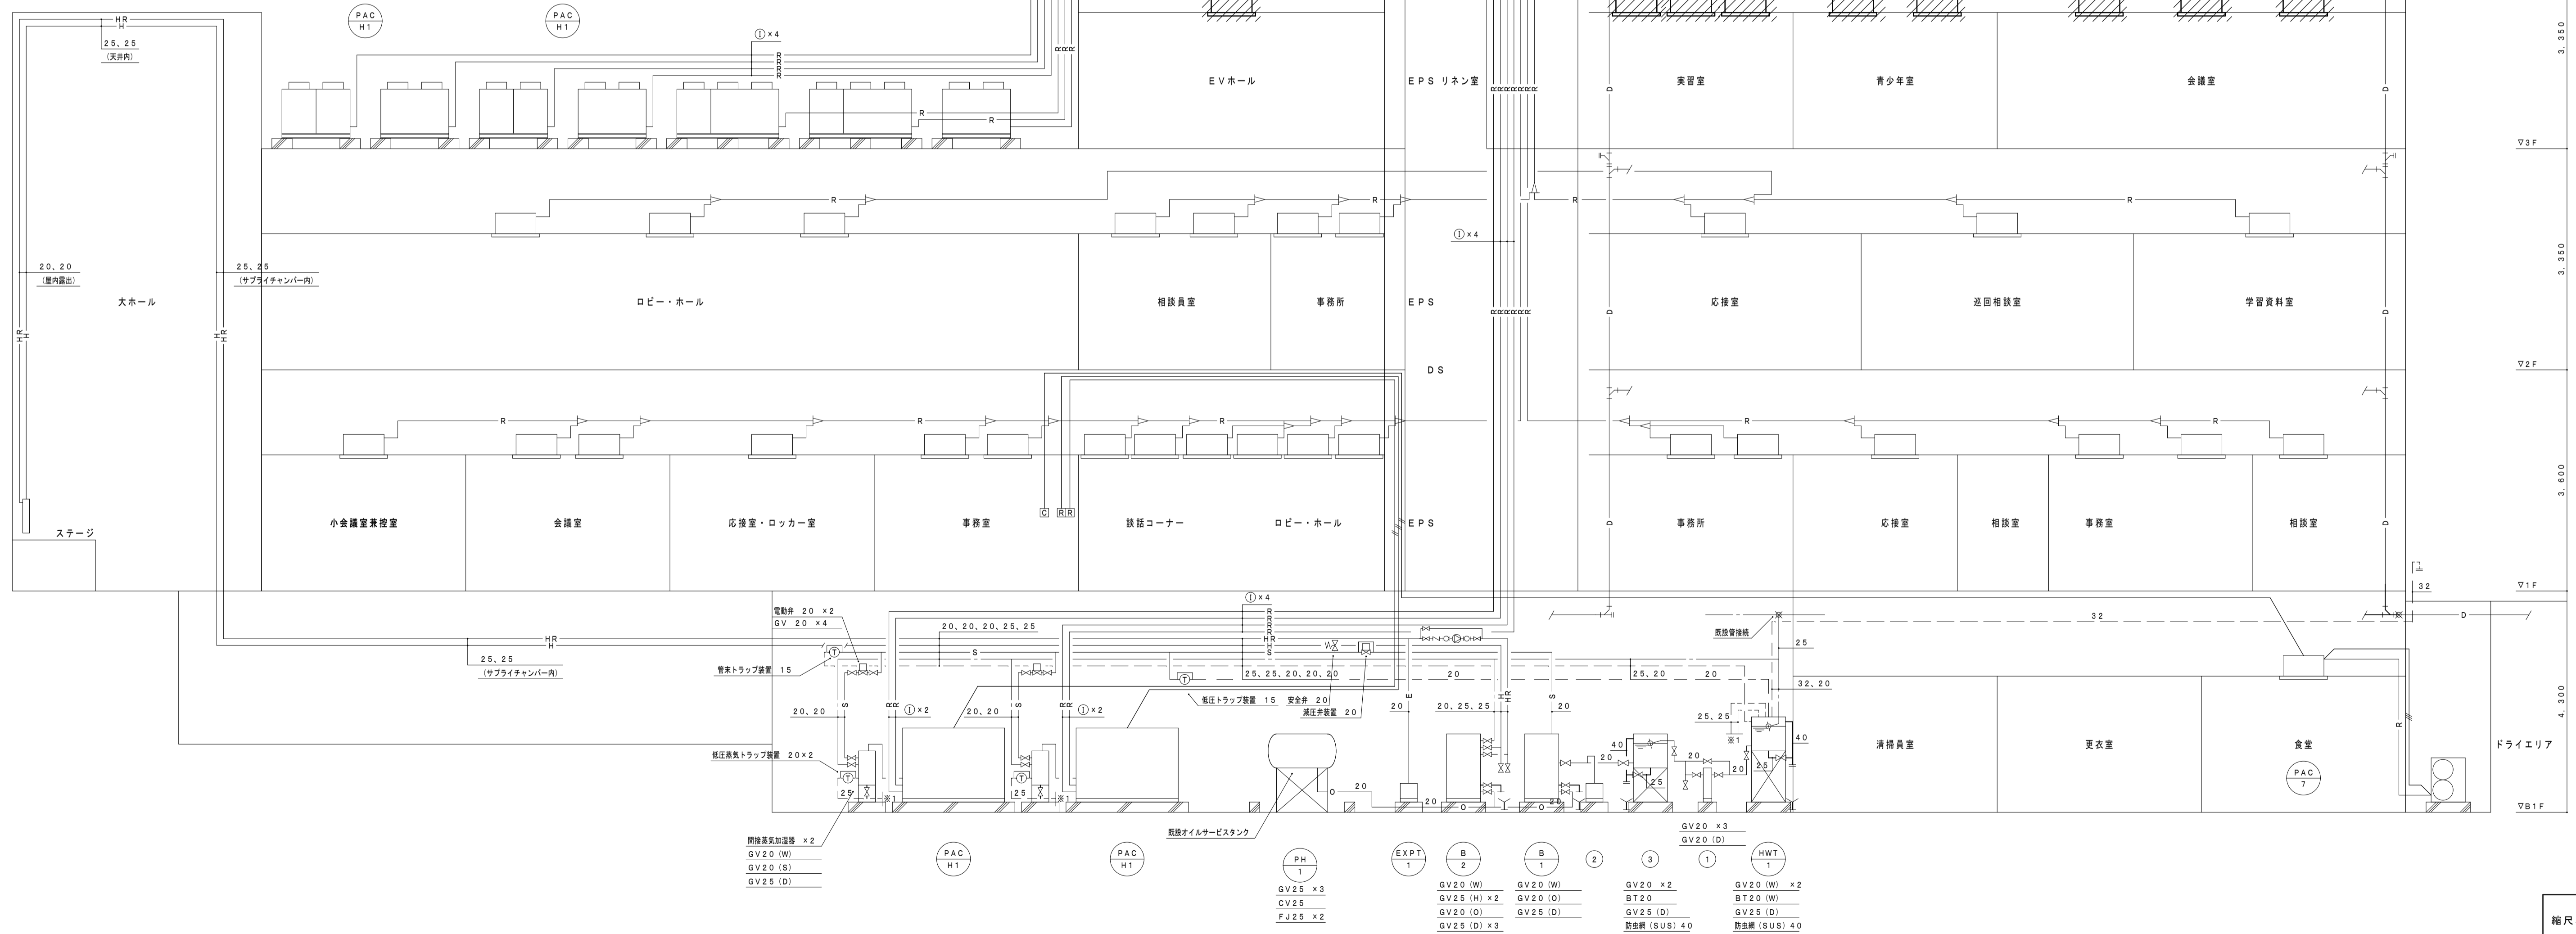 PAC
H1
PAC
H1
HR
H
25、25
(天井内)
Ⓘ×4
R
R
R
R
R
R
R
R
R
EVホール
EPS リネン室
R
R
R
R
R
R
R
D
実習室
青少年室
会議室
D
3,350
▽3F
R
R
R
R
Ⓘ×4
20、20
(屋内露出)
25、25
(サプライチャンバー内)
大ホール
ロビー・ホール
相談員室
事務所
EPS
応接室
巡回相談室
学習資料室
3,350
HR
H
H
HR
R
R
R
R
R
R
D
D
DS
▽2F
R
R
R
R
R
3,600
C
R
R
ステージ
小会議室兼控室
会議室
応接室・ロッカー室
事務室
談話コーナー
ロビー・ホール
EPS
事務所
D
応接室
相談室
事務室
相談室
D
32
▽1F
電動弁 20 ×2
GV 20 ×4
Ⓘ×4
R
R
R
R
20、20、20、25、25
HR
H
HR
H
S
S
W
32
D
既設管接続
25
25、25
(サプライチャンバー内)
管末トラップ装置 15
T
T
25、25、20、20、20
20
25、20
20
32、20
低圧トラップ装置 15
安全弁 20
減圧弁装置 20
20、20
S
R
R
Ⓘ×2
20、20
S
R
R
Ⓘ×2
E
20
20、25、25
H
HR
S
20
25、25
※1
4,300
低圧蒸気トラップ装置 20×2
T
25
※1
T
25
※1
O
20
20
O
O
20
20
40
25
20
20
25
40
清掃員室
更衣室
食堂
R
ドライエリア
PAC
7
▽B1F
既設オイルサービスタンク
間接蒸気加湿器 ×2
GV20(W)
GV20(S)
GV25(D)
PAC
H1
PAC
H1
PH
1
GV25 ×3
CV25
FJ25 ×2
EXPT
1
B
2
GV20(W)
GV25(H)×2
GV20(O)
GV25(D)×3
B
1
GV20(W)
GV20(O)
GV25(D)
2
3
GV20 ×2
BT20
GV25(D)
防虫網(SUS)40
GV20 ×3
GV20(D)
1
HWT
1
GV20(W) ×2
BT20(W)
GV25(D)
防虫網(SUS)40
縮尺